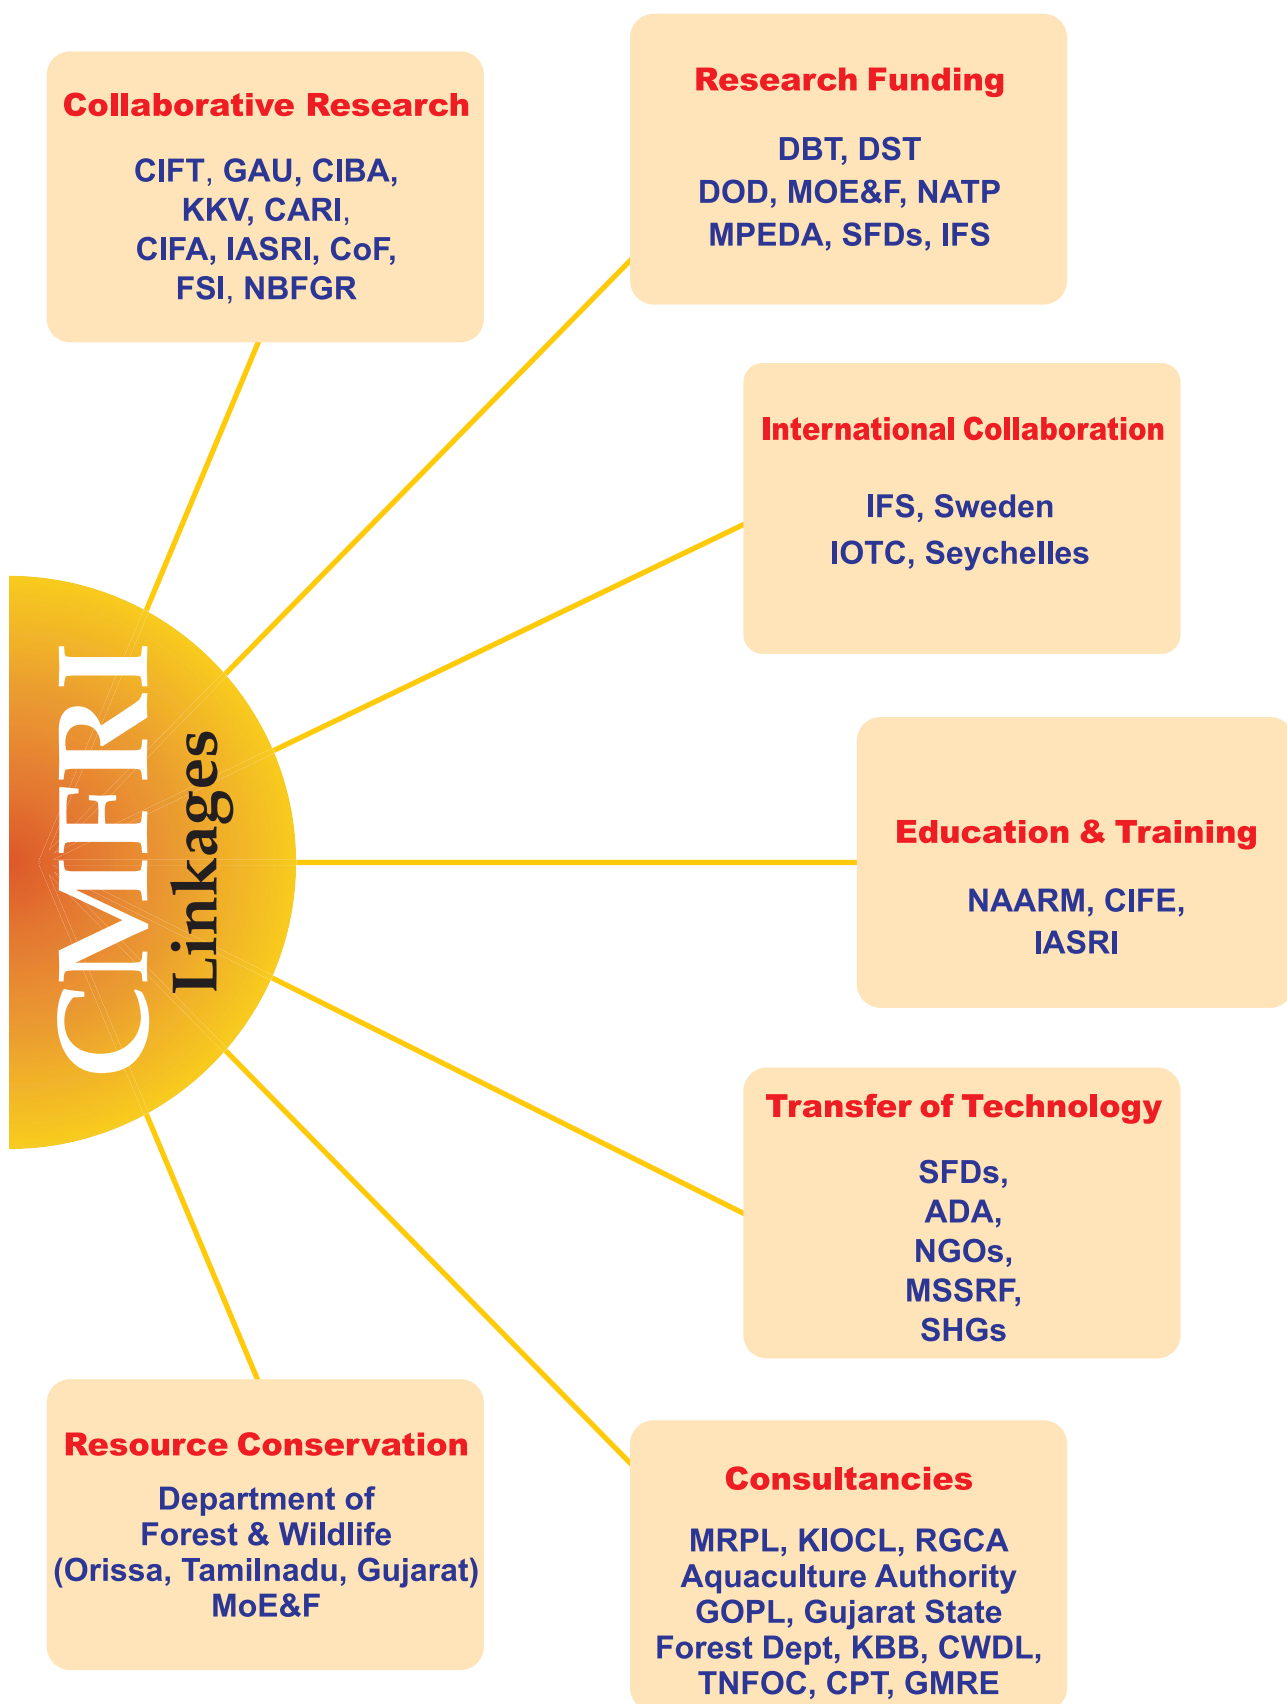 Collaborative Research
CIFT, GAU, CIBA,
KKV, CARI,
CIFA, IASRI, CoF,
FSI, NBFGR
Research Funding
DBT, DST
DOD, MOE&F, NATP
MPEDA, SFDs, IFS
International Collaboration
IFS, Sweden
IOTC, Seychelles
CMFRI
Linkages
Education & Training
NAARM, CIFE,
IASRI
Transfer of Technology
SFDs,
ADA,
NGOs,
MSSRF,
SHGs
Resource Conservation
Department of
Forest & Wildlife
(Orissa, Tamilnadu, Gujarat)
MoE&F
Consultancies
MRPL, KIOCL, RGCA
Aquaculture Authority
GOPL, Gujarat State
Forest Dept, KBB, CWDL,
TNFOC, CPT, GMRE